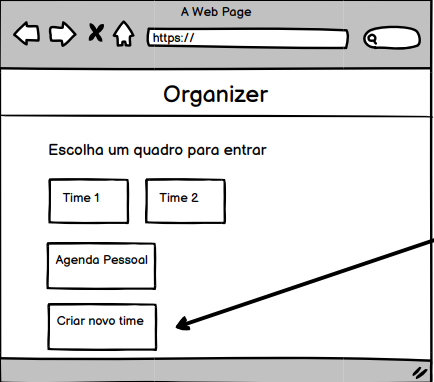 A Web Page
https://
Organizer
Escolha um quadro para entrar
Time 1
Time 2
Agenda Pessoal
Criar novo time